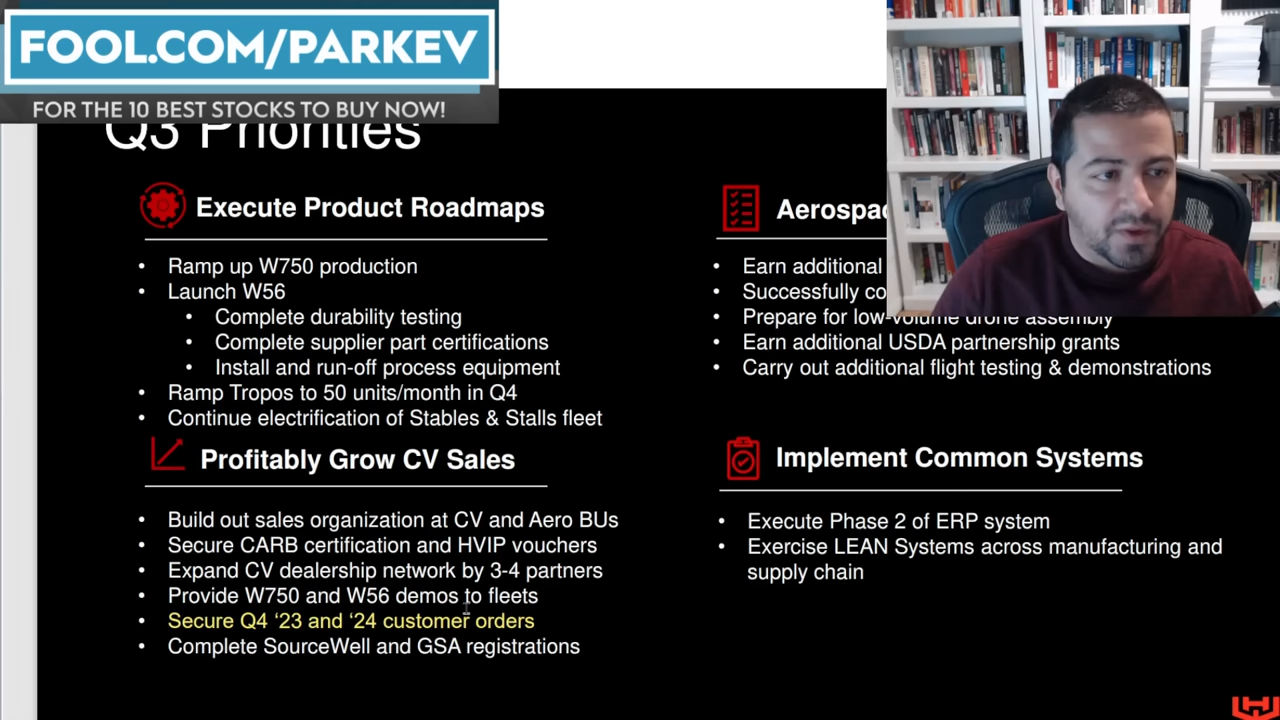 FOOL.COM/PARKEV
FOR THE 10 BEST STOCKS TO BUY NOW!
Q3 Priorities
Execute Product Roadmaps
• Ramp up W750 production
• Launch W56
• Complete durability testing
• Complete supplier part certifications
• Install and run-off process equipment
• Ramp Tropos to 50 units/month in Q4
• Continue electrification of Stables & Stalls fleet
Profitably Grow CV Sales
• Build out sales organization at CV and Aero BUs
• Secure CARB certification and HVIP vouchers
• Expand CV dealership network by 3-4 partners
• Provide W750 and W56 demos to fleets
• Secure Q4 ‘23 and ‘24 customer orders
• Complete SourceWell and GSA registrations
• Earn additional
• Successfully
• Prepare for low-volume drone assembly
• Earn additional USDA partnership grants
• Carry out additional flight testing & demonstrations
Implement Common Systems
• Execute Phase 2 of ERP system
• Exercise LEAN Systems across manufacturing and
supply chain